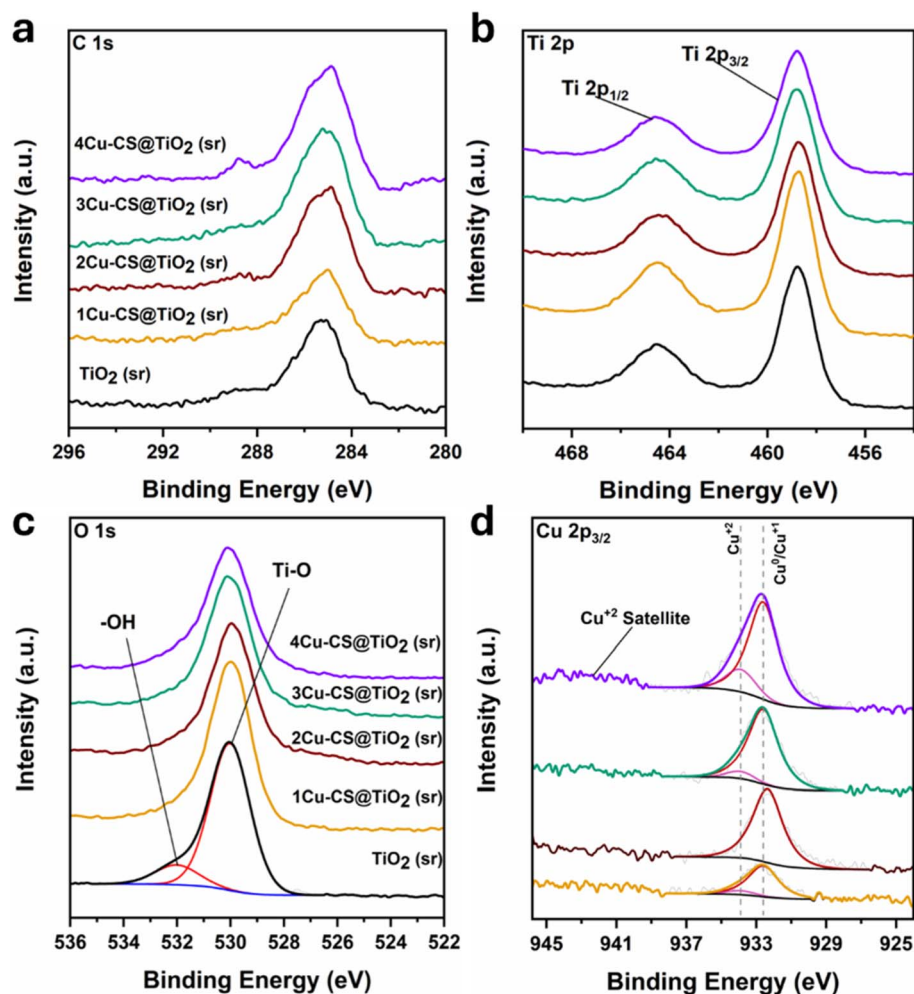 a
C 1s
4Cu-CS@TiO₂ (sr)
3Cu-CS@TiO₂ (sr)
2Cu-CS@TiO₂ (sr)
1Cu-CS@TiO₂ (sr)
TiO₂ (sr)
Intensity (a.u.)
296 292 288 284 280
Binding Energy (eV)
b
Ti 2p
Ti 2p₃/₂
Ti 2p₁/₂
Intensity (a.u.)
468 464 460 458 456
Binding Energy (eV)
c
O 1s
Ti-O
-OH
4Cu-CS@TiO₂ (sr)
3Cu-CS@TiO₂ (sr)
2Cu-CS@TiO₂ (sr)
1Cu-CS@TiO₂ (sr)
TiO₂ (sr)
Intensity (a.u.)
536 534 532 530 528 526 524 522
Binding Energy (eV)
d
Cu 2p₃/₂
Cu⁺²
Cu⁰/Cu⁺¹
Cu⁺² Satellite
Intensity (a.u.)
945 941 937 933 929 925
Binding Energy (eV)